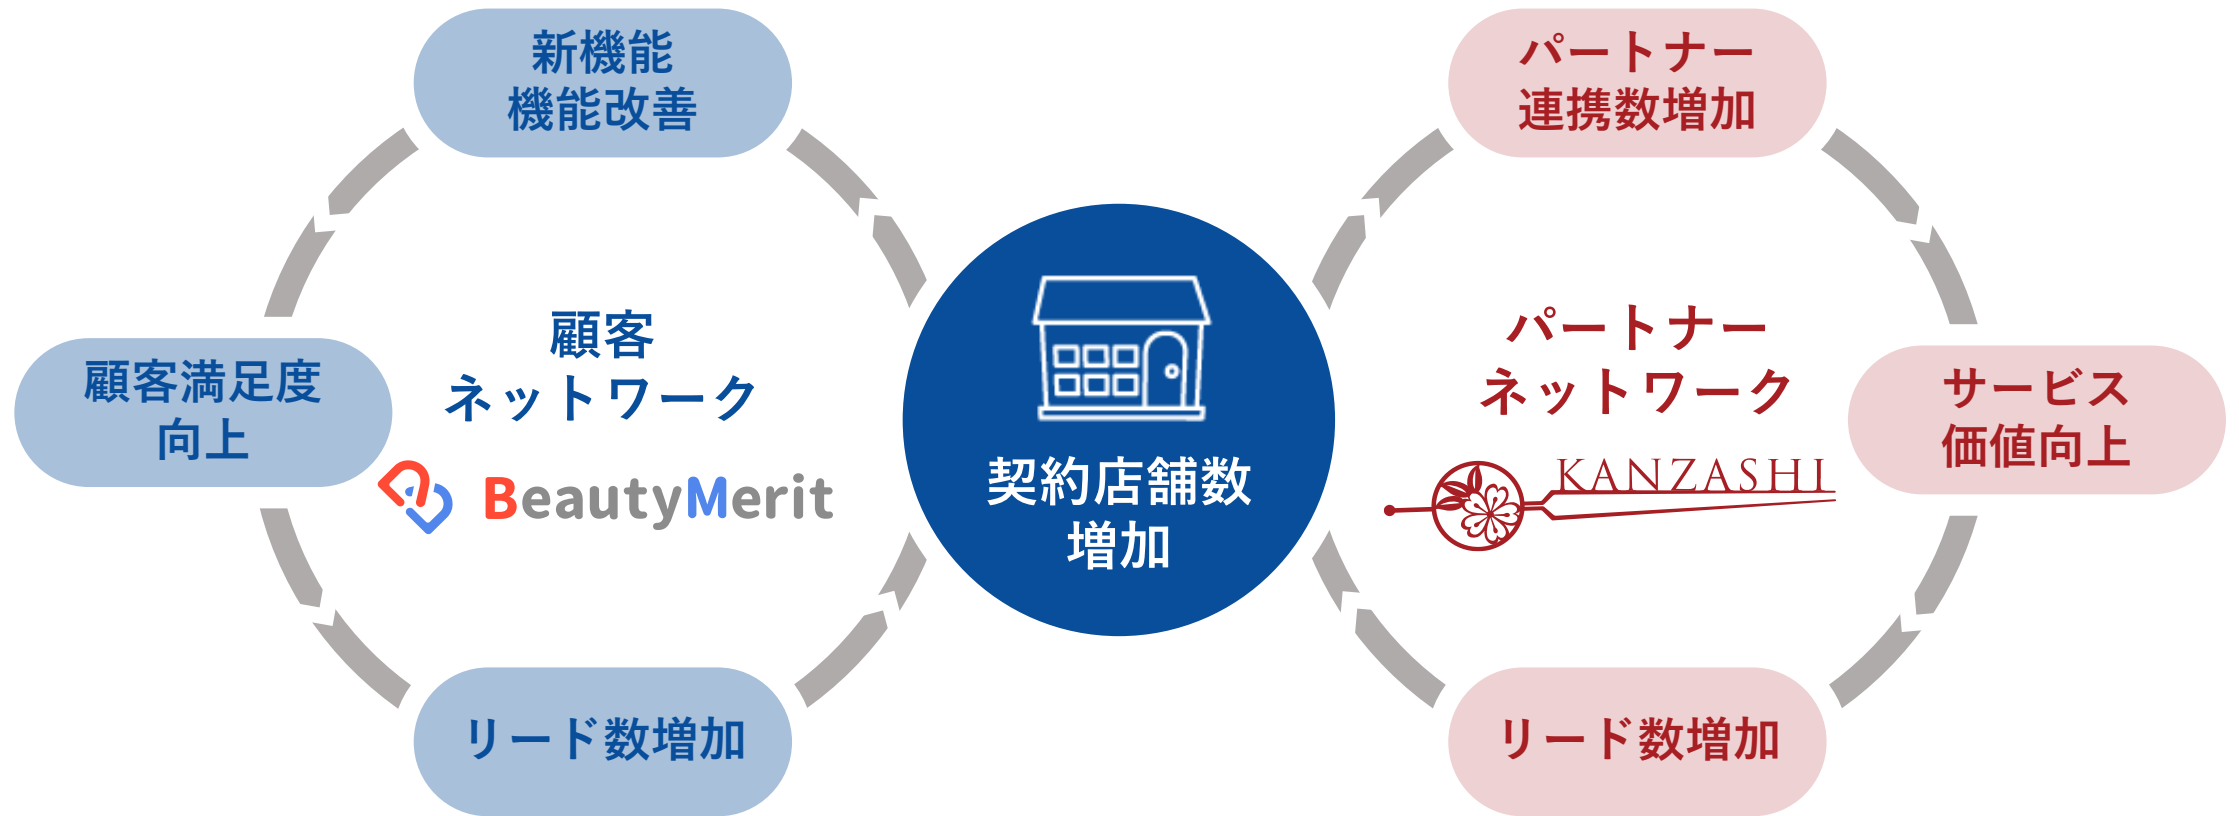 新機能
機能改善
顧客満足度
向上
顧客
ネットワーク
BeautyMerit
リード数増加
契約店舗数
増加
パートナー
連携数増加
パートナー
ネットワーク
KANZASHI
サービス
価値向上
リード数増加